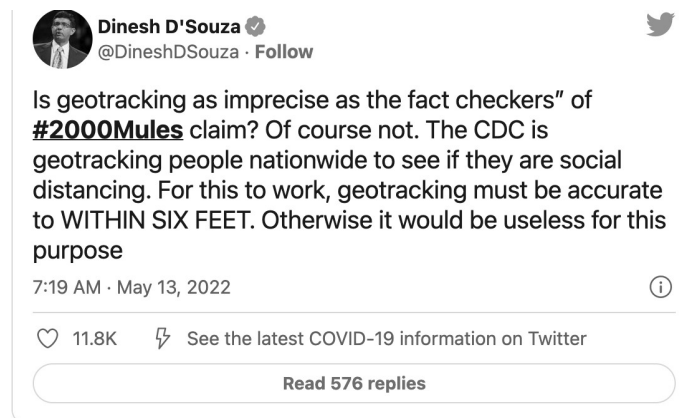 Dinesh D'Souza
@DineshDSouza · Follow
Is geotracking as imprecise as the fact checkers” of
#2000Mules claim? Of course not. The CDC is
geotracking people nationwide to see if they are social
distancing. For this to work, geotracking must be accurate
to WITHIN SIX FEET. Otherwise it would be useless for this
purpose
7:19 AM · May 13, 2022
11.8K See the latest COVID-19 information on Twitter
Read 576 replies